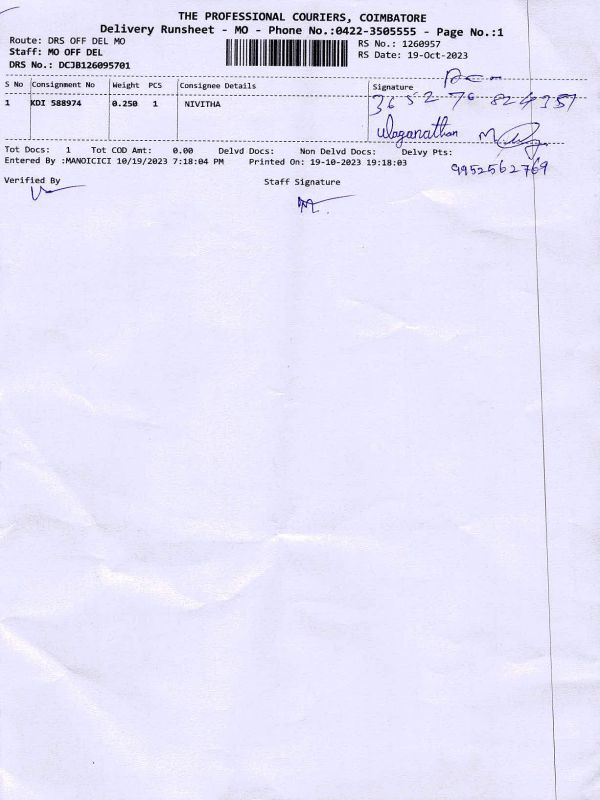 THE PROFESSIONAL COURIERS, COIMBATORE
Delivery Runsheet - MO - Phone No.:0422-3505555 - Page No.:1
Route: DRS OFF DEL MO
Staff: MO OFF DEL
DRS No.: DCJB126095701
RS No.: 1260957
RS Date: 19-Oct-2023
S No Consignment No Weight PCS Consignee Details Signature
1 KDI 588974 0.250 1 NIVITHA
3652 76 824957
Ulaganathan
9952562769
Tot Docs: 1 Tot COD Amt: 0.00 Delvd Docs: Non Delvd Docs: Delvy Pts:
Entered By :MANOICICI 10/19/2023 7:18:04 PM Printed On: 19-10-2023 19:18:03
Verified By Staff Signature